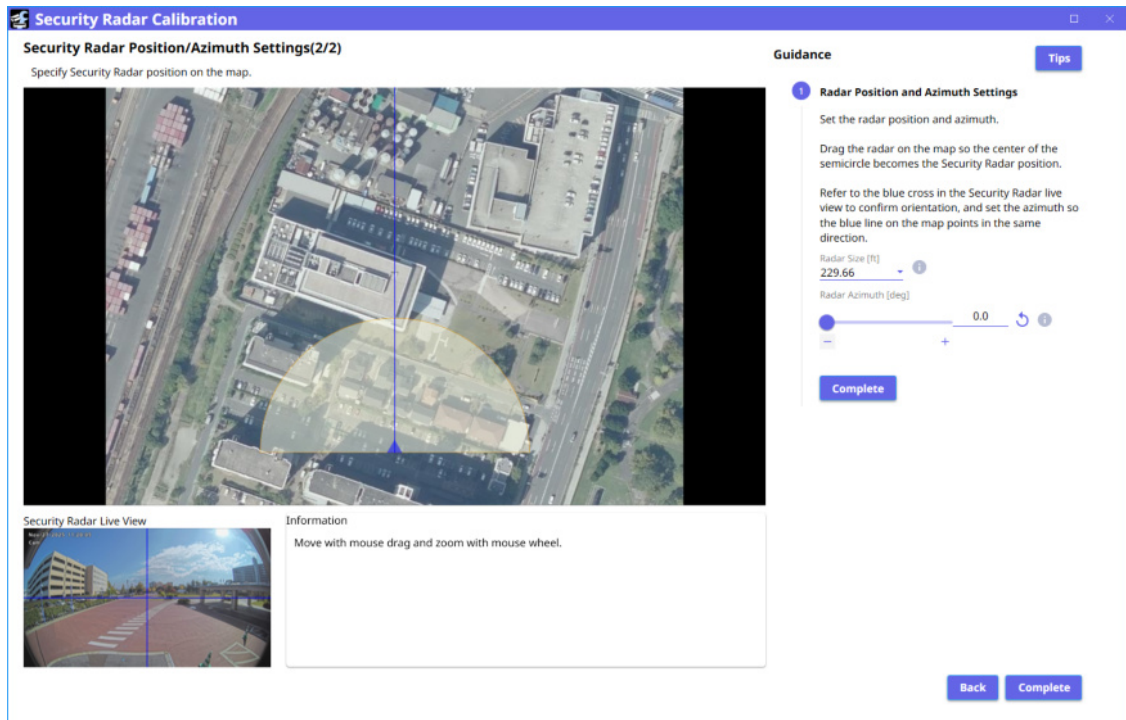 Security Radar Calibration
Security Radar Position/Azimuth Settings(2/2)
Specify Security Radar position on the map.
Guidance
Tips
1
Radar Position and Azimuth Settings
Set the radar position and azimuth.
Drag the radar on the map so the center of the
semicircle becomes the Security Radar position.
Refer to the blue cross in the Security Radar live
view to confirm orientation, and set the azimuth so
the blue line on the map points in the same
direction.
Radar Size [ft]
229.66
Radar Azimuth [deg]
0.0
− +
Complete
Security Radar Live View
Information
Move with mouse drag and zoom with mouse wheel.
Back Complete